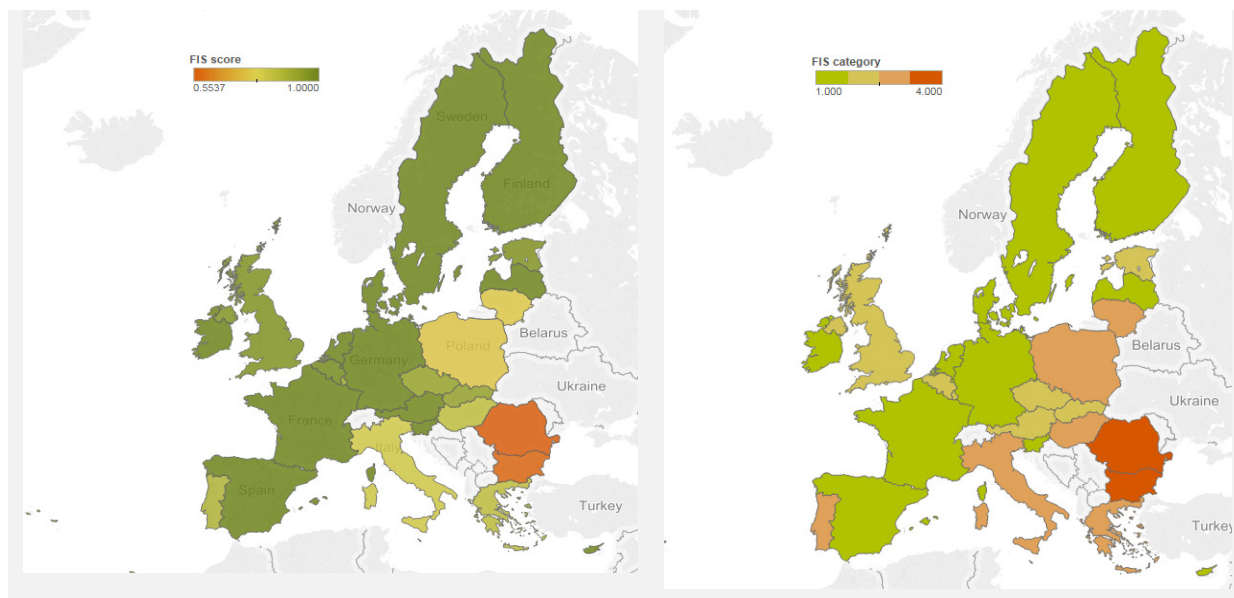 FIS score
0.5537 1.0000
Sweden
Finland
Norway
Belarus
Poland
Germany
Ukraine
France
Italy
Spain
Turkey
FIS category
1.000 4.000
Norway
Belarus
Ukraine
Turkey